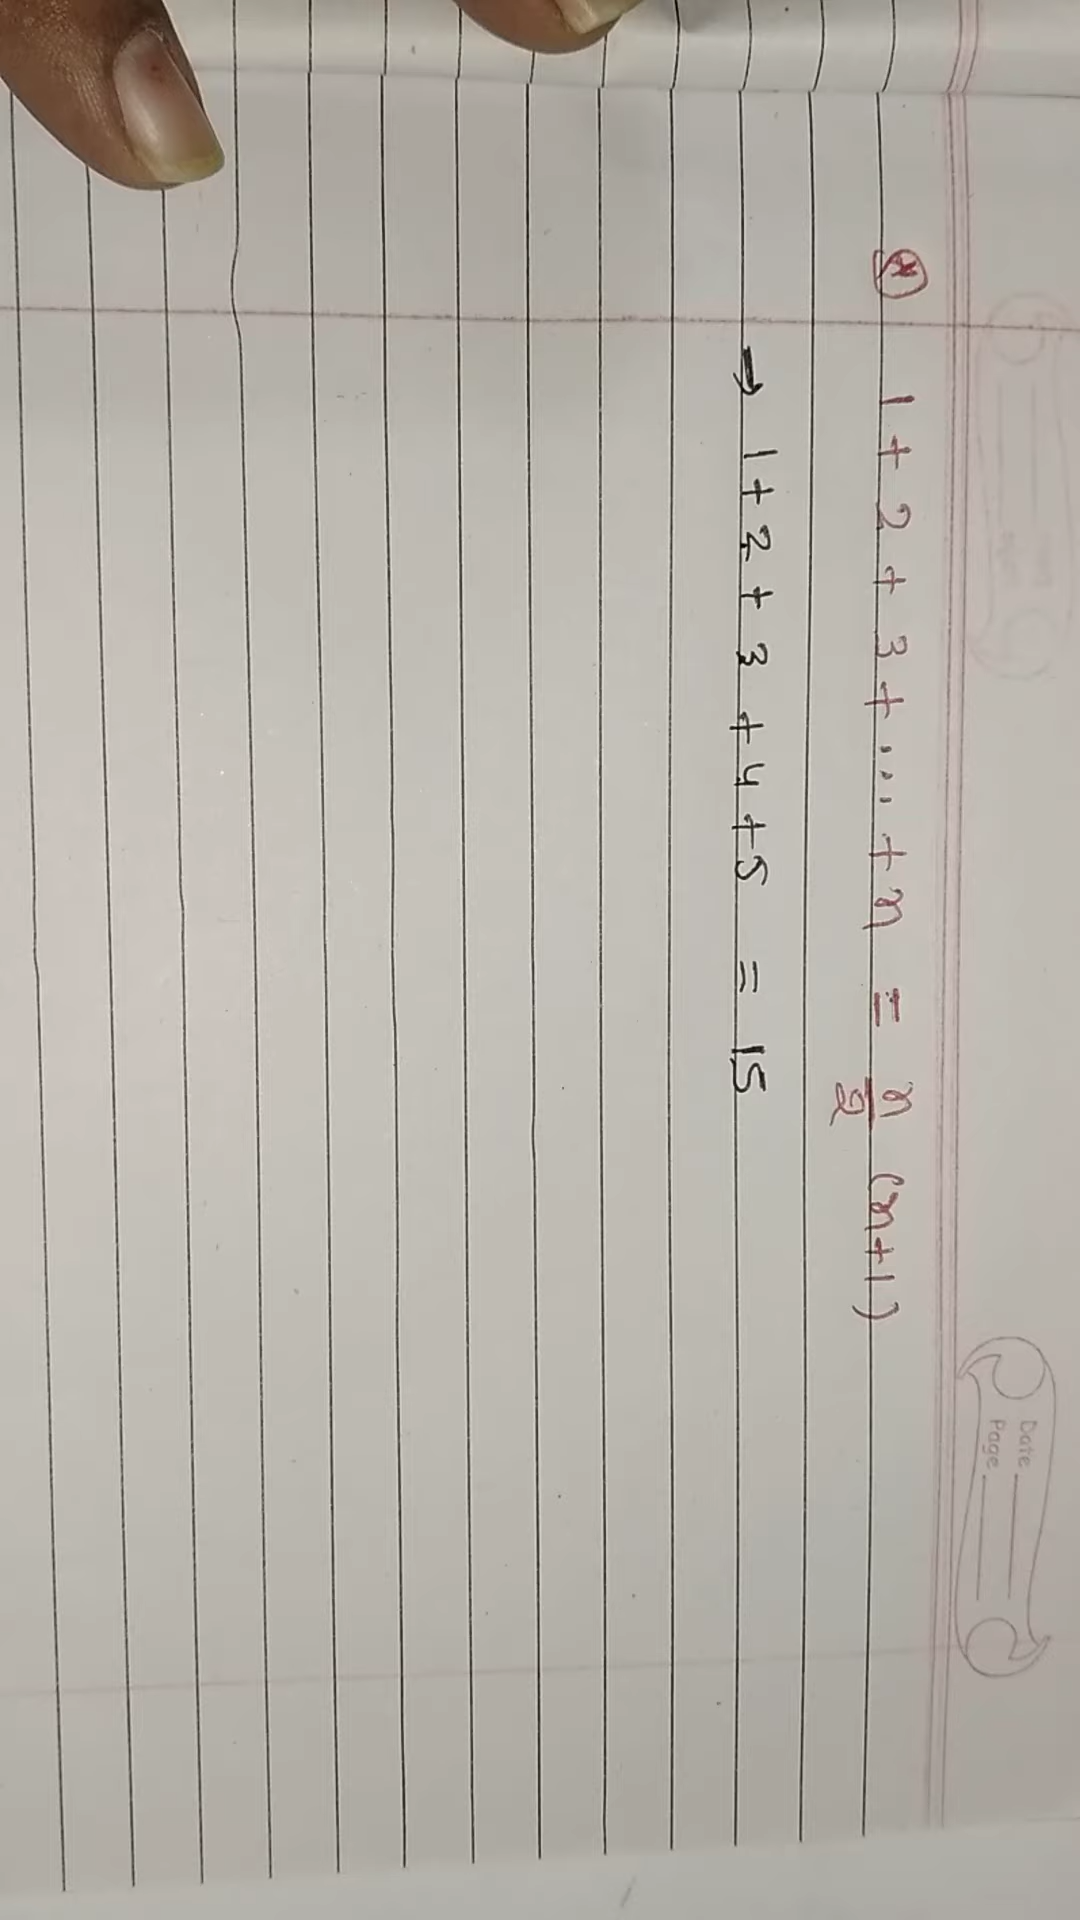 Date
Page
* 1 + 2 + 3 + ... + n = n/2 (n+1)
→ 1 + 2 + 3 + 4 + 5 = 15